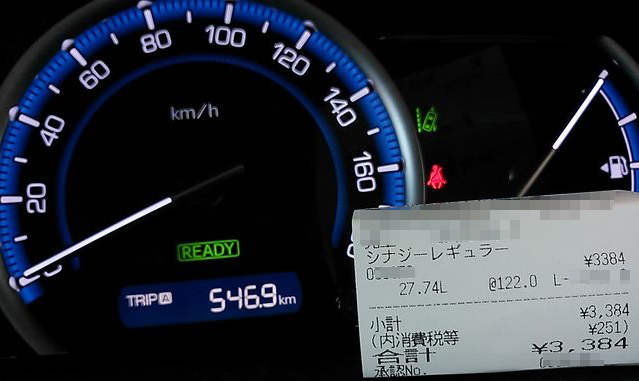 20
40
60
80
100
120
140
160
km/h
READY
TRIP A 546.9 km
シナジーレギュラー
¥3384
27.74L @122.0 L-
小計 ¥3,384
(内消費税等 ¥251)
合計 ¥3,384
承認No.